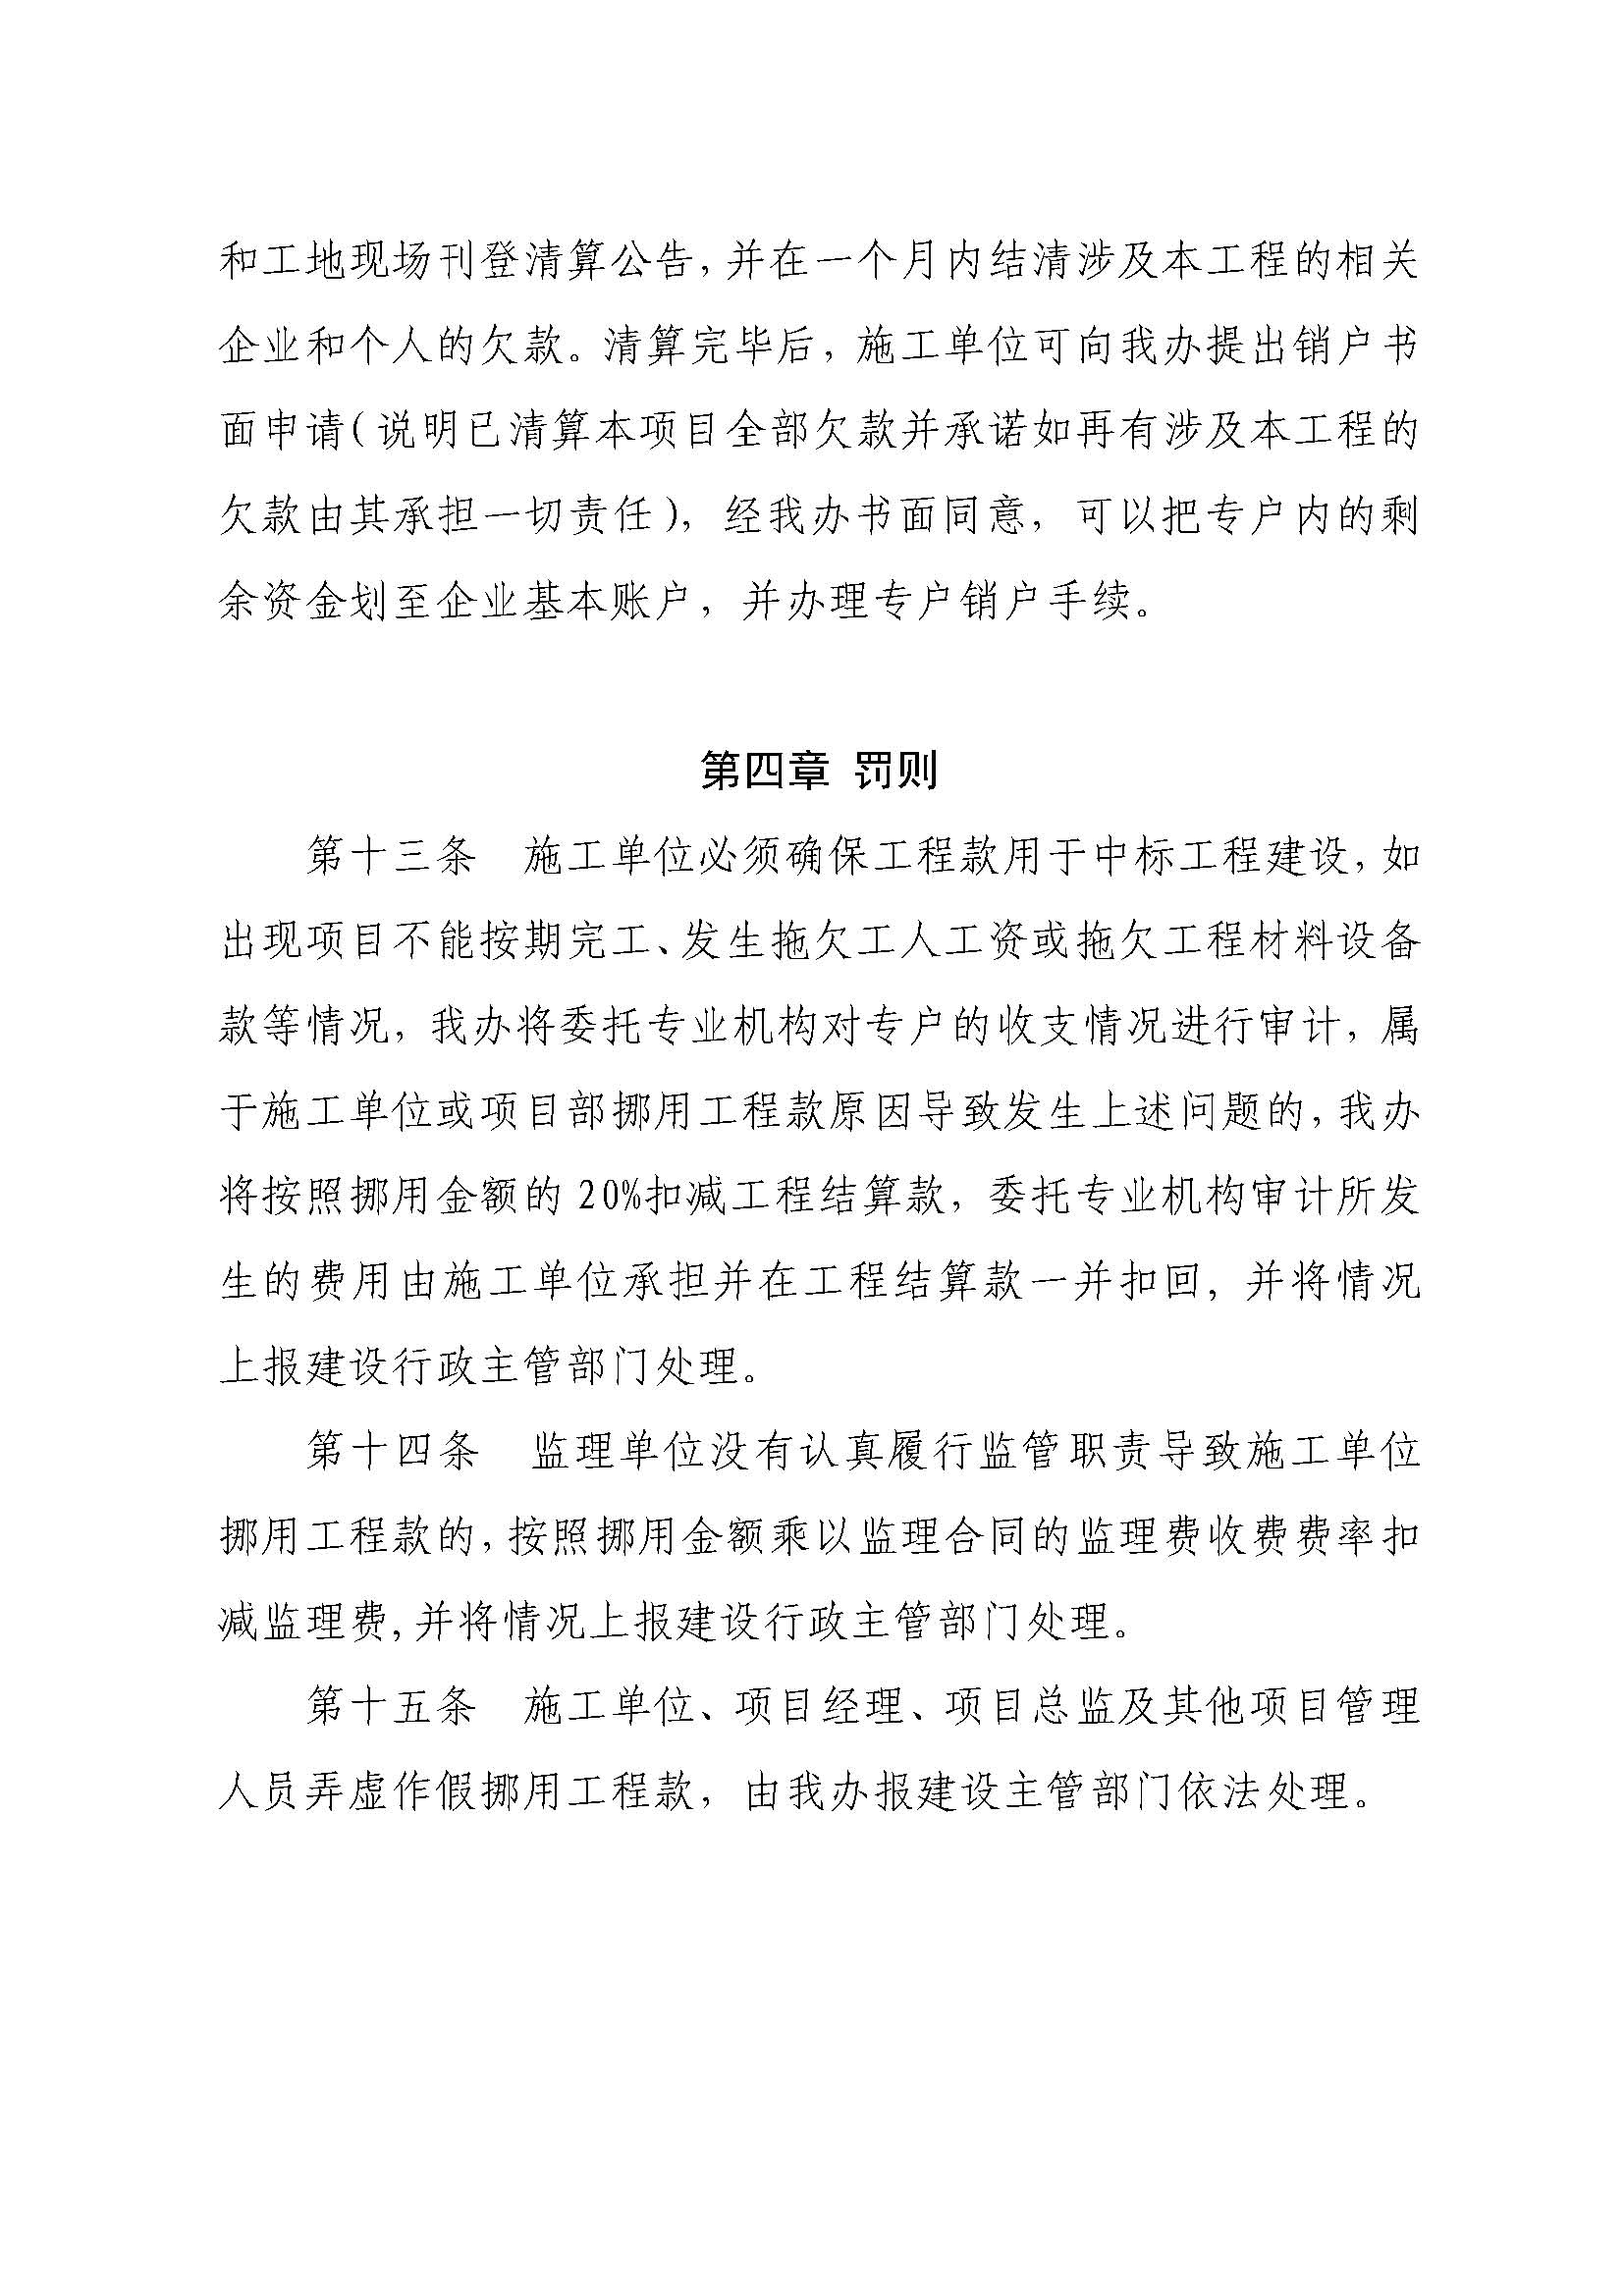 和工地现场刊登清算公告,并在一个月内结清涉及本工程的相关
企业和个人的欠款。清算完毕后，施工单位可向我办提出销户书
面申请(说明已清算本项目全部欠款并承诺如再有涉及本工程的
欠款由其承担一切责任)，经我办书面同意，可以把专户内的剩
余资金划至企业基本账户，并办理专户销户手续。
第四章 罚则
第十三条　施工单位必须确保工程款用于中标工程建设,如
出现项目不能按期完工、发生拖欠工人工资或拖欠工程材料设备
款等情况，我办将委托专业机构对专户的收支情况进行审计，属
于施工单位或项目部挪用工程款原因导致发生上述问题的,我办
将按照挪用金额的 20%扣减工程结算款，委托专业机构审计所发
生的费用由施工单位承担并在工程结算款一并扣回，并将情况
上报建设行政主管部门处理。
第十四条　监理单位没有认真履行监管职责导致施工单位
挪用工程款的,按照挪用金额乘以监理合同的监理费收费费率扣
减监理费,并将情况上报建设行政主管部门处理。
第十五条　施工单位、项目经理、项目总监及其他项目管理
人员弄虚作假挪用工程款，由我办报建设主管部门依法处理。